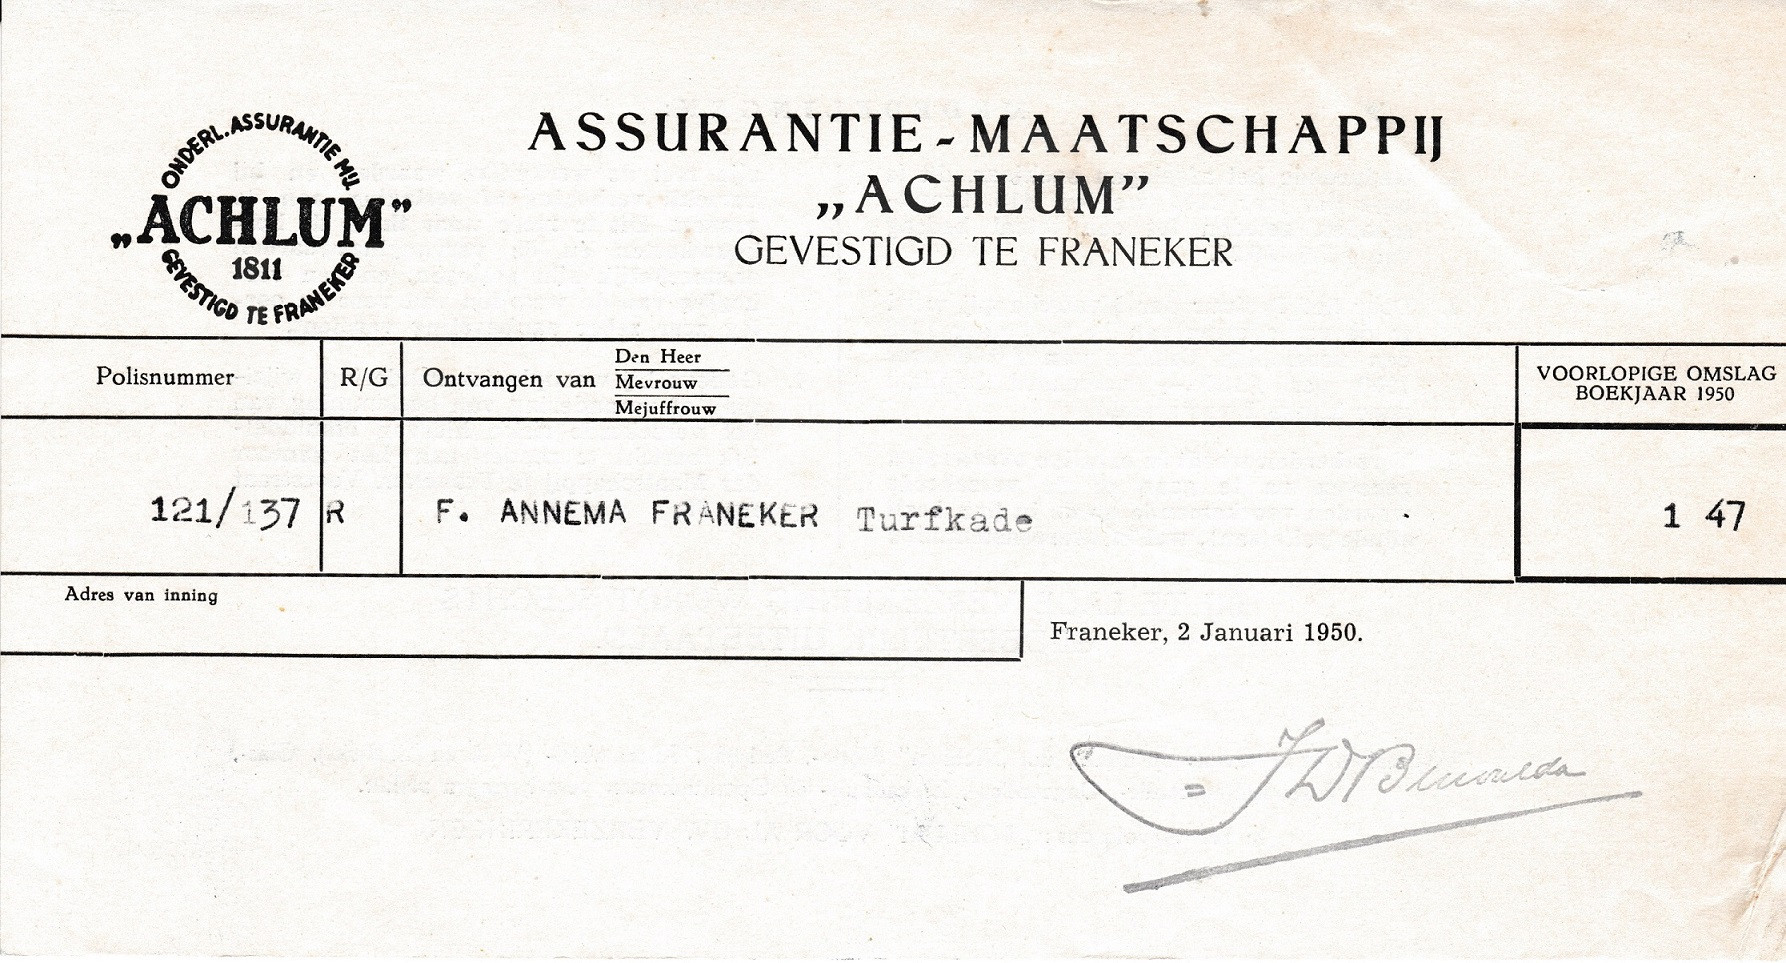 ONDERL. ASSURANTIE MIJ.
„ACHLUM”
1811
GEVESTIGD TE FRANEKER
ASSURANTIE-MAATSCHAPPIJ
„ACHLUM”
GEVESTIGD TE FRANEKER
Polisnummer
R/G
Ontvangen van
Den Heer
Mevrouw
Mejuffrouw
VOORLOPIGE OMSLAG
BOEKJAAR 1950
121/137 R F. ANNEMA FRANEKER Turfkade 1 47
Adres van inning
Franeker, 2 Januari 1950.